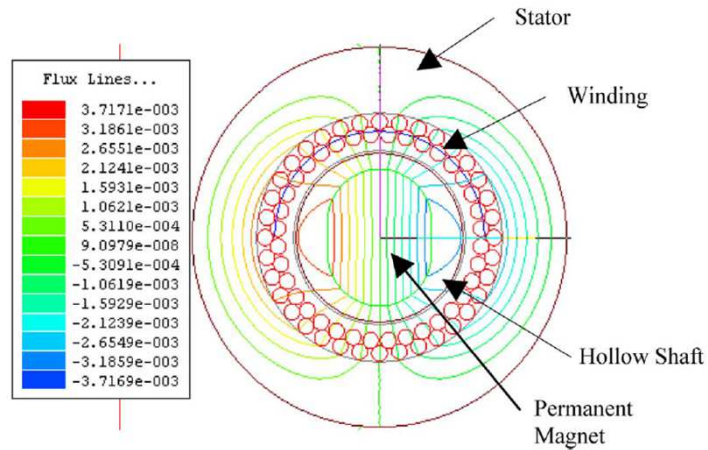 Stator
Winding
Flux Lines...
3.7171e-003
3.1861e-003
2.6551e-003
2.1241e-003
1.5931e-003
1.0621e-003
5.3110e-004
9.0979e-008
-5.3091e-004
-1.0619e-003
-1.5929e-003
-2.1239e-003
-2.6549e-003
-3.1859e-003
-3.7169e-003
Hollow Shaft
Permanent
Magnet